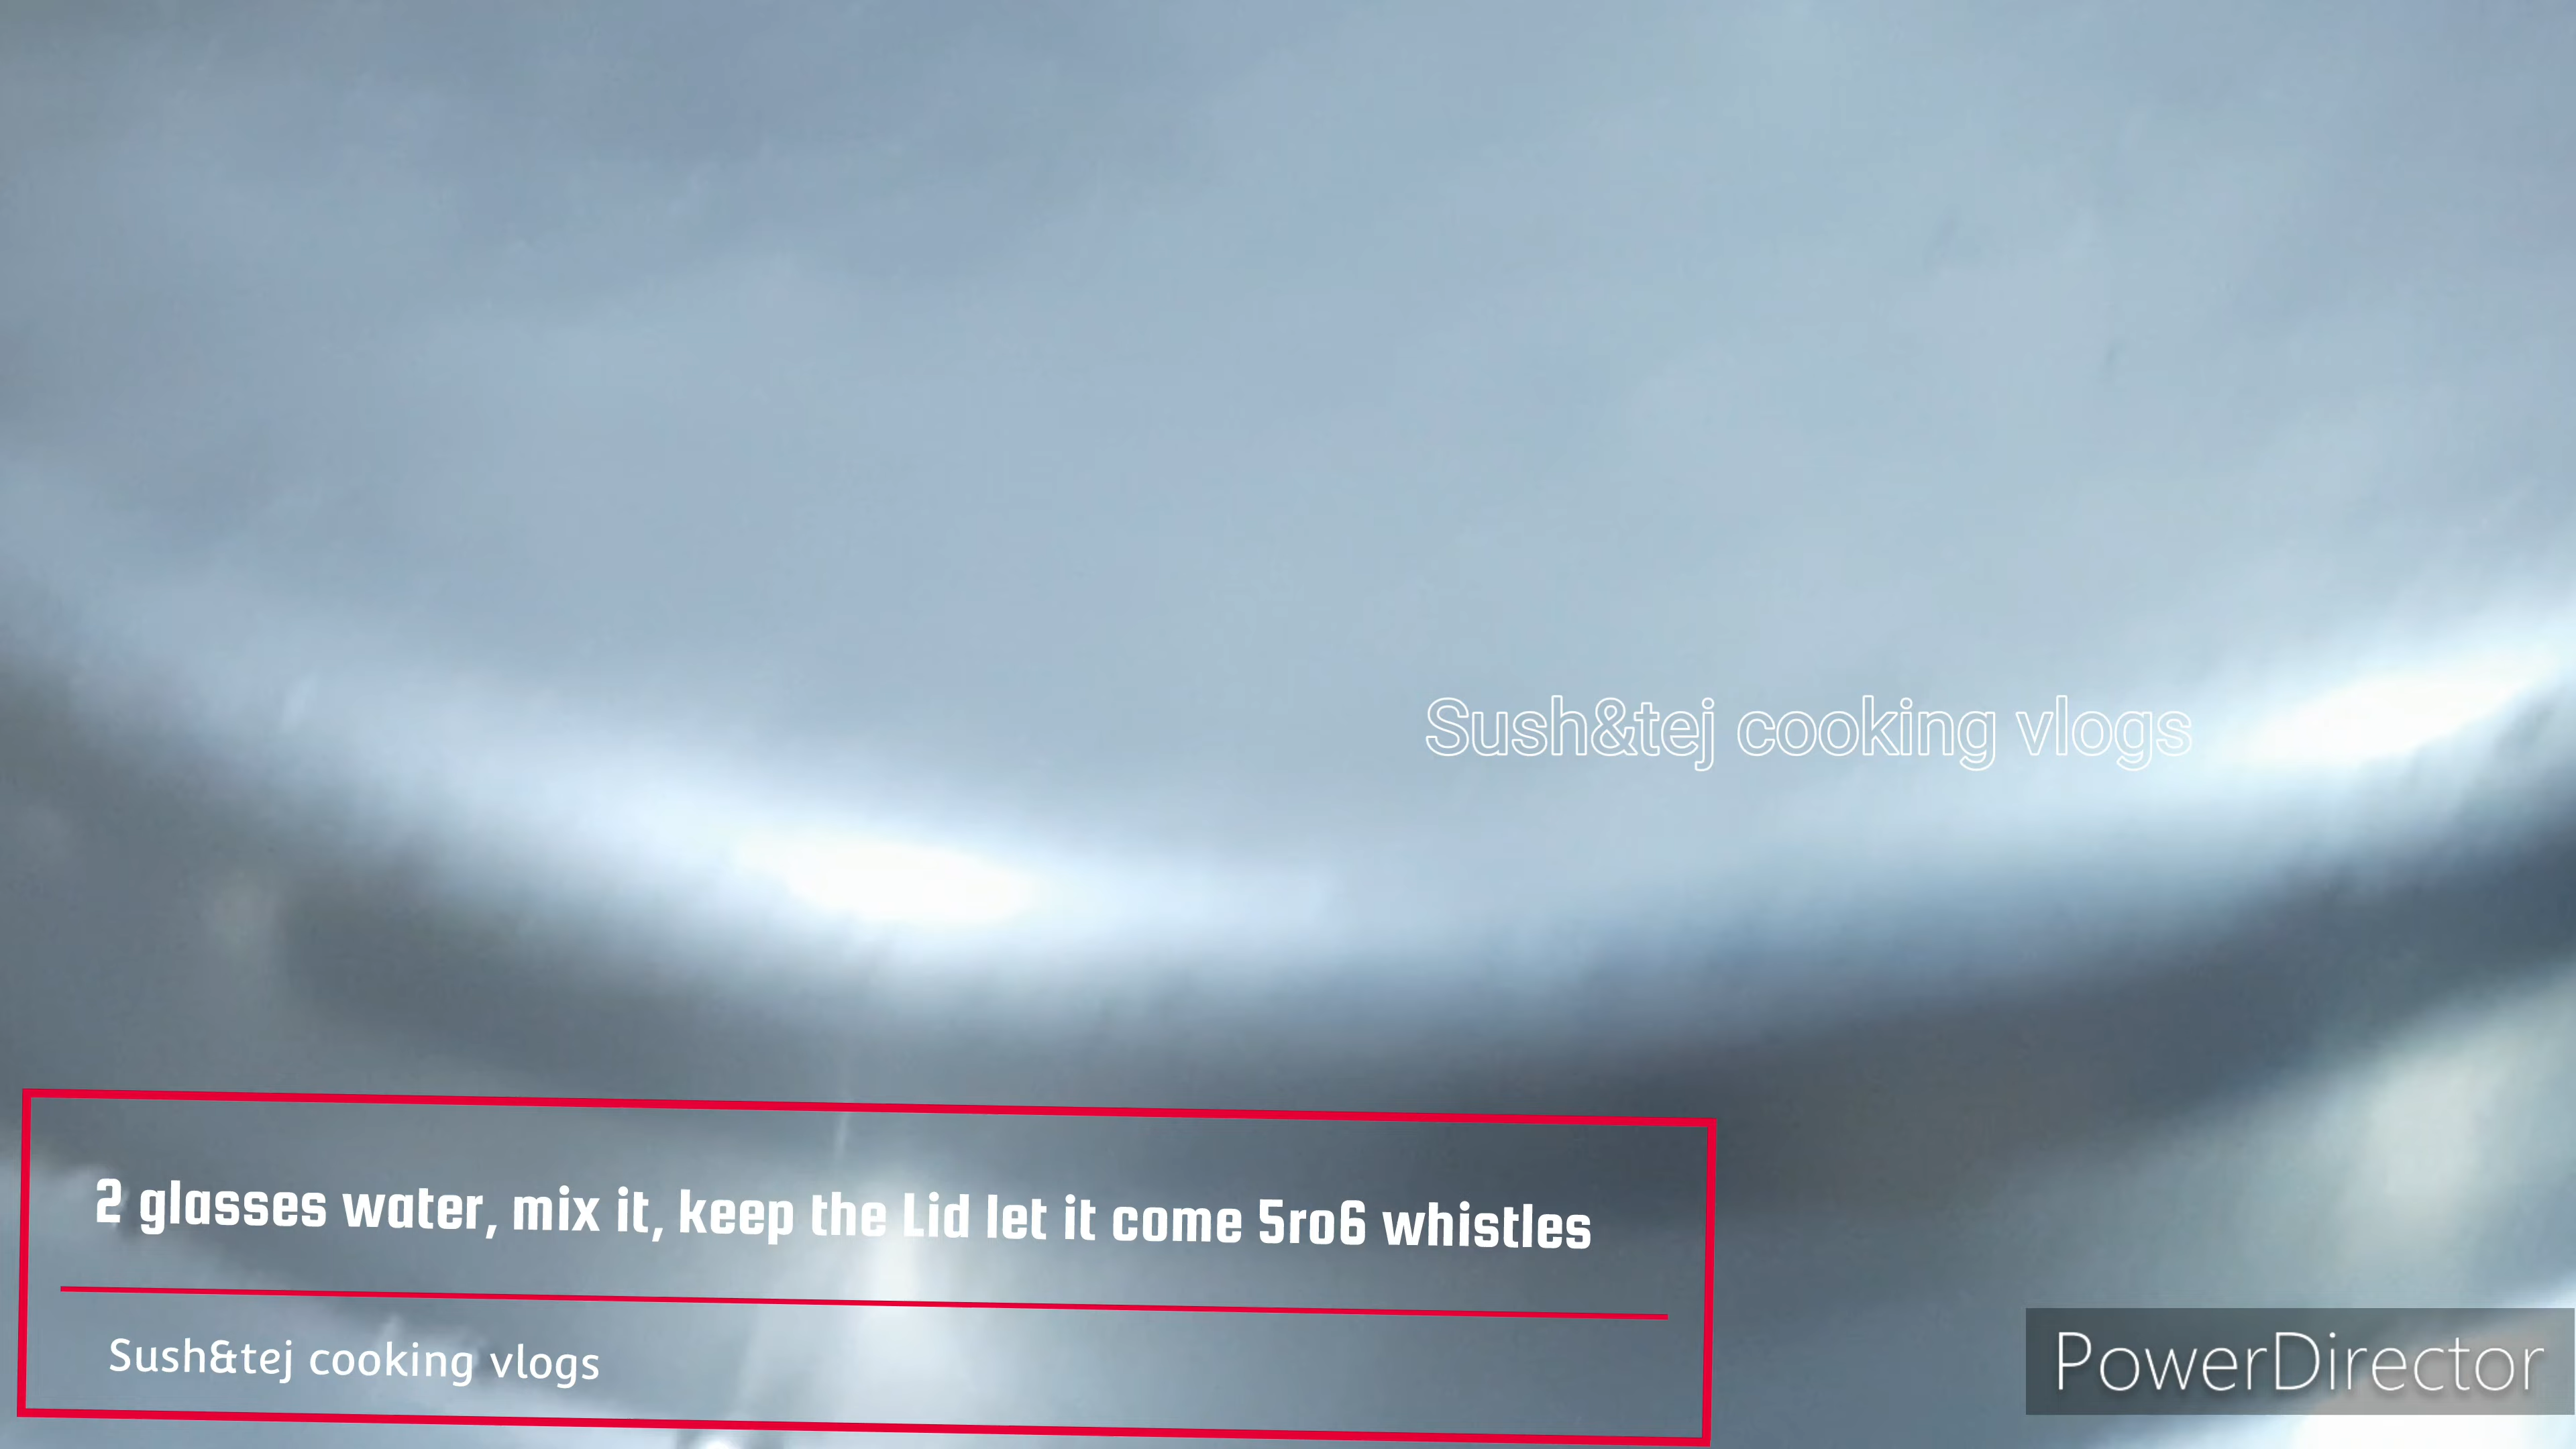 Sush&tej cooking vlogs
2 glasses water, mix it, keep the Lid let it come 5ro6 whistles
Sush&tej cooking vlogs
PowerDirector